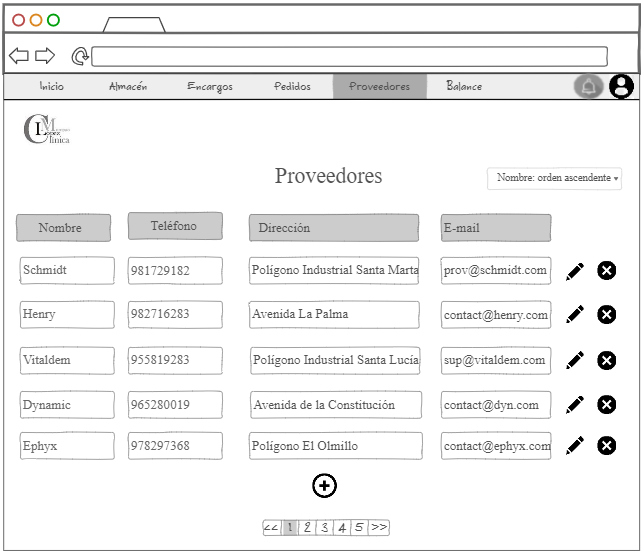 Inicio Almacén Encargos Pedidos Proveedores Balance
CLM
López
Clínica
Proveedores
Nombre: orden ascendente
Nombre Teléfono Dirección E-mail
Schmidt 981729182 Polígono Industrial Santa Marta prov@schmidt.com
Henry 982716283 Avenida La Palma contact@henry.com
Vitaldem 955819283 Polígono Industrial Santa Lucía sup@vitaldem.com
Dynamic 965280019 Avenida de la Constitución contact@dyn.com
Ephyx 978297368 Polígono El Olmillo contact@ephyx.com
<< 1 2 3 4 5 >>